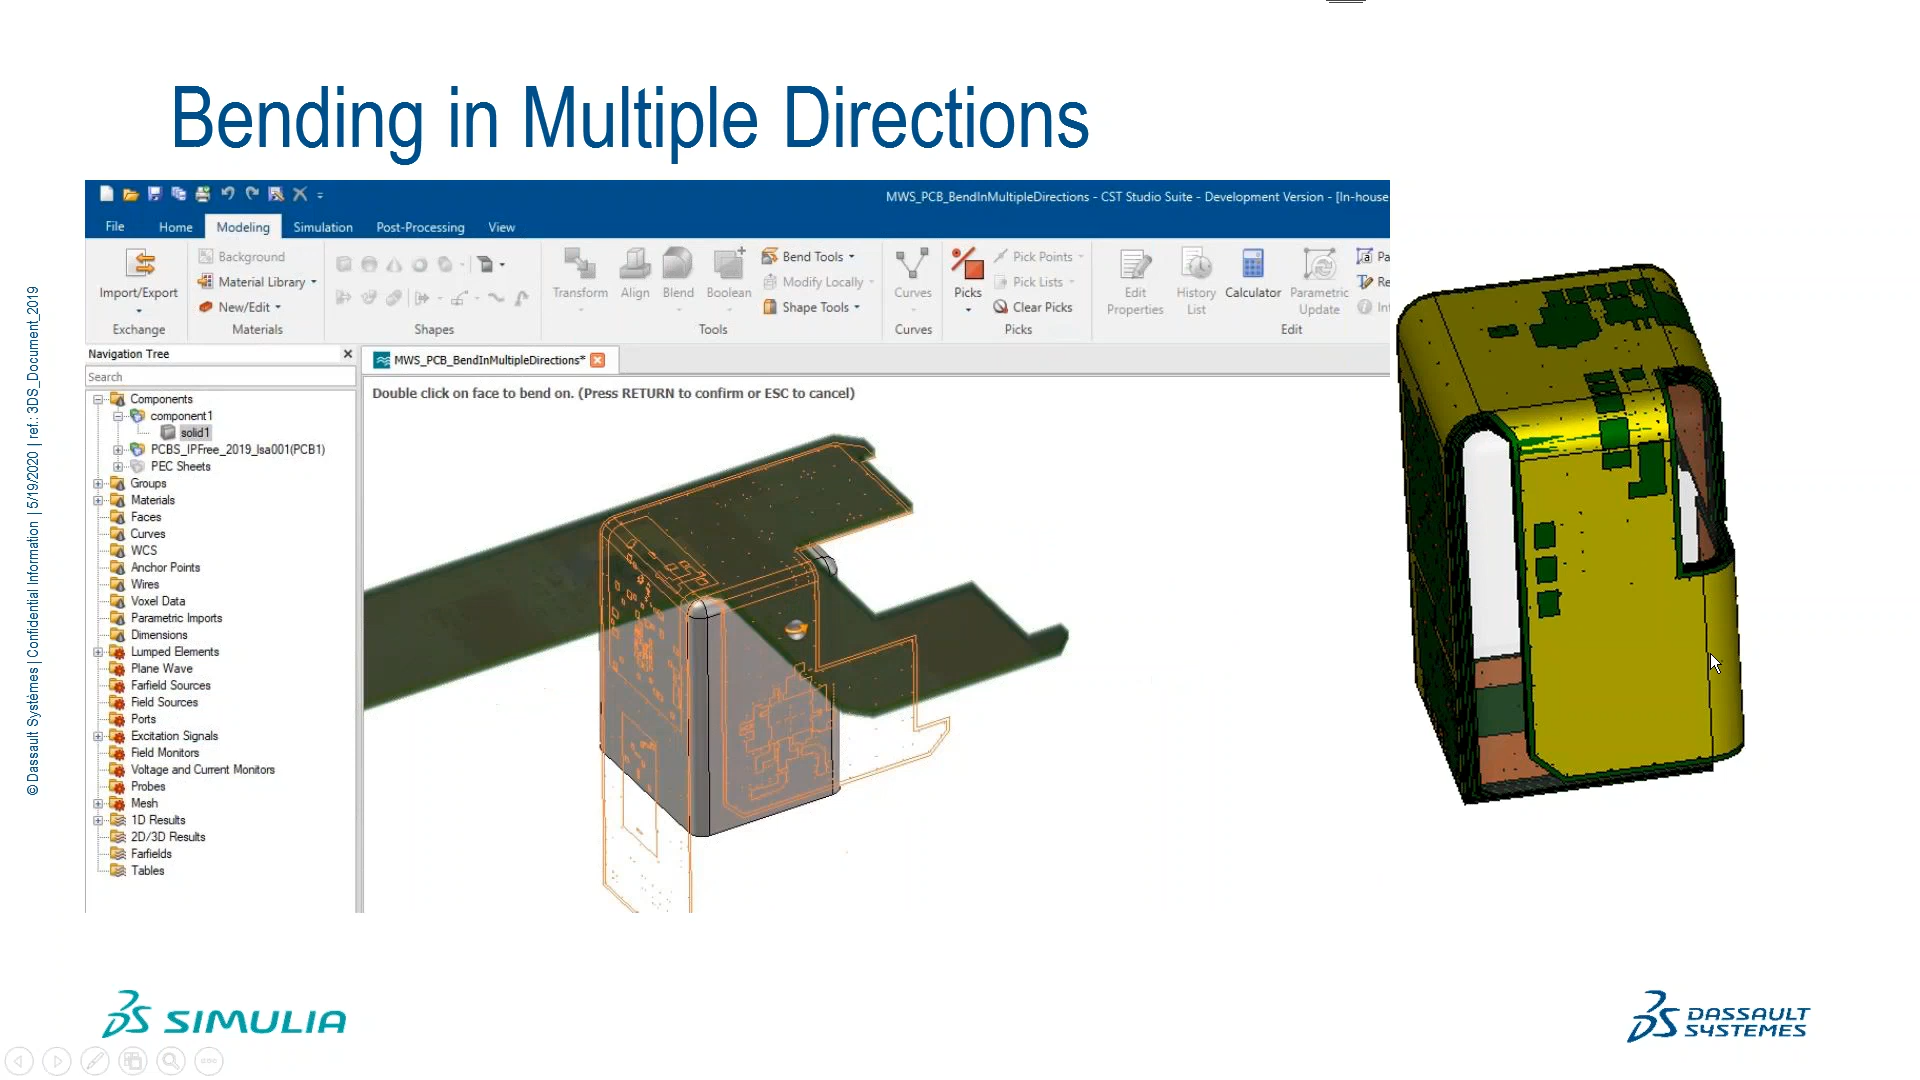 Bending in Multiple Directions
© Dassault Systèmes | Confidential Information | 5/19/2020 | ref.: 3DS_Document_2019
MWS_PCB_BendInMultipleDirections - CST Studio Suite - Development Version - [In-house
File Home Modeling Simulation Post-Processing View
Import/Export
Exchange
Background
Material Library
New/Edit
Materials
Shapes
Transform Align Blend Boolean
Bend Tools
Modify Locally
Shape Tools
Tools
Curves
Curves
Picks
Pick Points
Pick Lists
Clear Picks
Picks
Edit Properties
History List
Calculator
Parametric Update
Pa
Re
Edit
Navigation Tree
Search
MWS_PCB_BendInMultipleDirections*
Double click on face to bend on. (Press RETURN to confirm or ESC to cancel)
Components
component1
solid1
PCBS_IPFree_2019_lsa001(PCB1)
PEC Sheets
Groups
Materials
Faces
Curves
WCS
Anchor Points
Wires
Voxel Data
Parametric Imports
Dimensions
Lumped Elements
Plane Wave
Farfield Sources
Field Sources
Ports
Excitation Signals
Field Monitors
Voltage and Current Monitors
Probes
Mesh
1D Results
2D/3D Results
Farfields
Tables
SIMULIA
DASSAULT
SYSTEMES